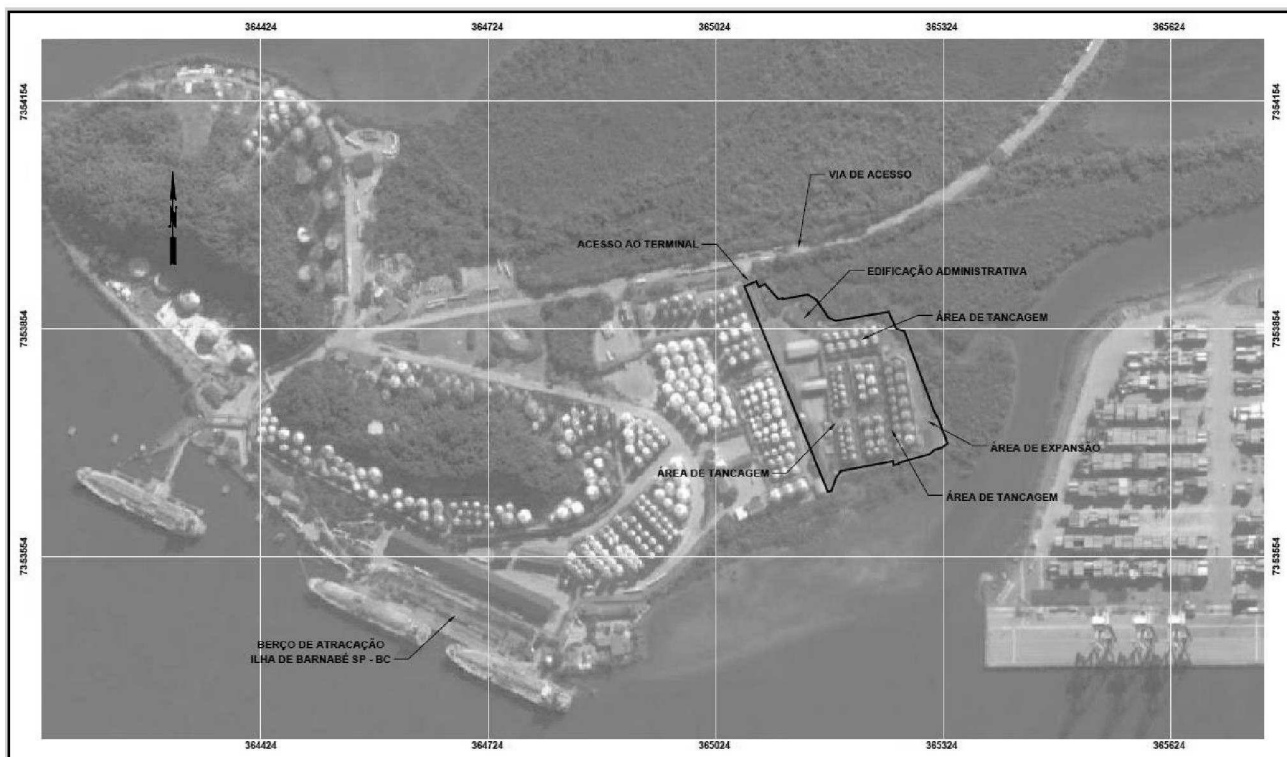 364424
364724
365024
365324
365624
7354154
7354154
N
VIA DE ACESSO
ACESSO AO TERMINAL
EDIFICAÇÃO ADMINISTRATIVA
7353854
7353854
ÁREA DE TANCAGEM
ÁREA DE EXPANSÃO
ÁREA DE TANCAGEM
ÁREA DE TANCAGEM
7353554
7353554
BERÇO DE ATRACAÇÃO
ILHA DE BARNABÉ SP - BC
364424
364724
365024
365324
365624